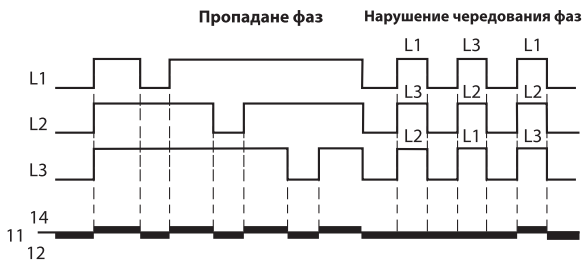 Пропадане фаз
Нарушение чередования фаз
L1 L3 L1
L1
L3 L2 L2
L2
L2 L1 L3
L3
14
11
12